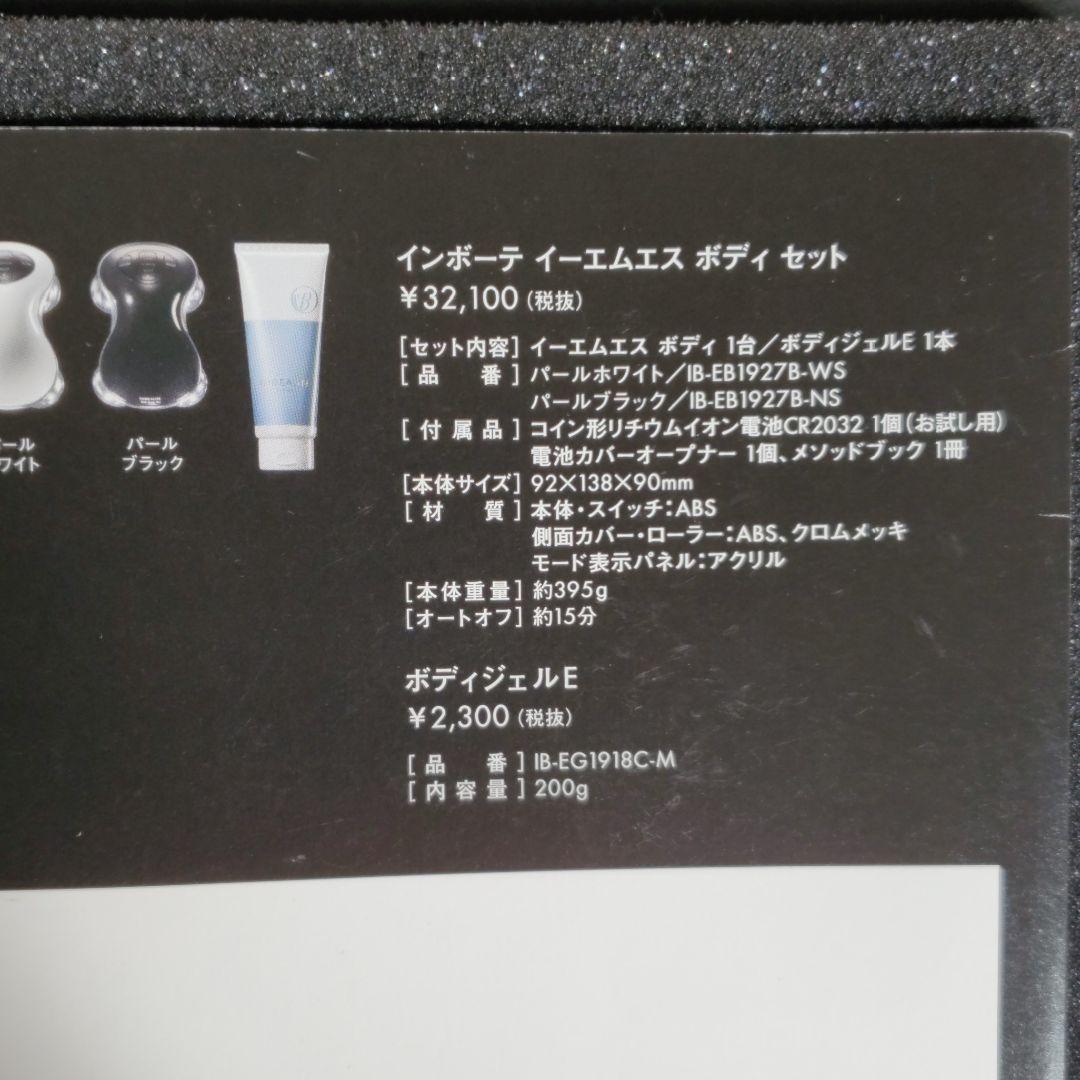 インボーテ イーエムエス ボディ セット
¥32,100（税抜）
［セット内容］イーエムエス ボディ 1台／ボディジェルE 1本
［品　番］パールホワイト／IB-EB1927B-WS
パールブラック／IB-EB1927B-NS
［付属品］コイン形リチウムイオン電池CR2032 1個（お試し用）
電池カバーオープナー 1個、メソッドブック 1冊
［本体サイズ］92×138×90mm
［材　質］本体・スイッチ：ABS
側面カバー・ローラー：ABS、クロムメッキ
モード表示パネル：アクリル
［本体重量］約395g
［オートオフ］約15分
ボディジェルE
¥2,300（税抜）
［品　番］IB-EG1918C-M
［内容量］200g
ール
ワイト
パール
ブラック